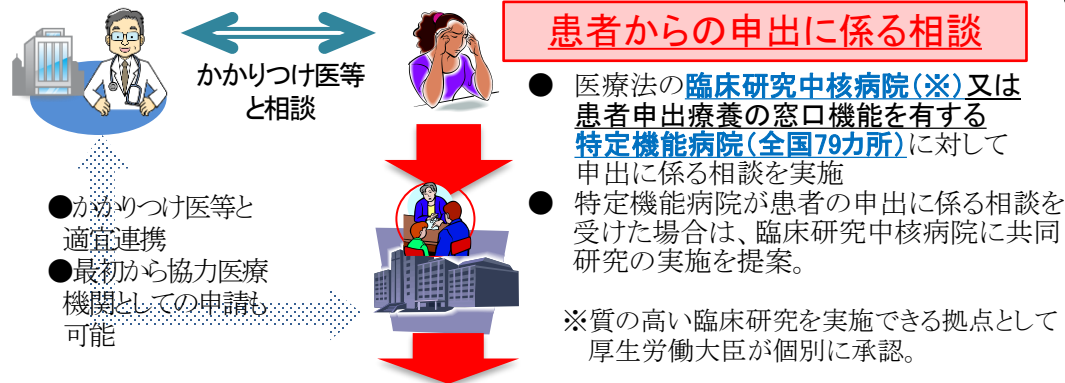 患者からの申出に係る相談
かかりつけ医等
と相談
● 医療法の臨床研究中核病院(※)又は
患者申出療養の窓口機能を有する
特定機能病院(全国79カ所)に対して
申出に係る相談を実施
● 特定機能病院が患者の申出に係る相談を
受けた場合は、臨床研究中核病院に共同
研究の実施を提案。
※質の高い臨床研究を実施できる拠点として
厚生労働大臣が個別に承認。
●かかりつけ医等と
適宜連携
●最初から協力医療
機関としての申請も
可能